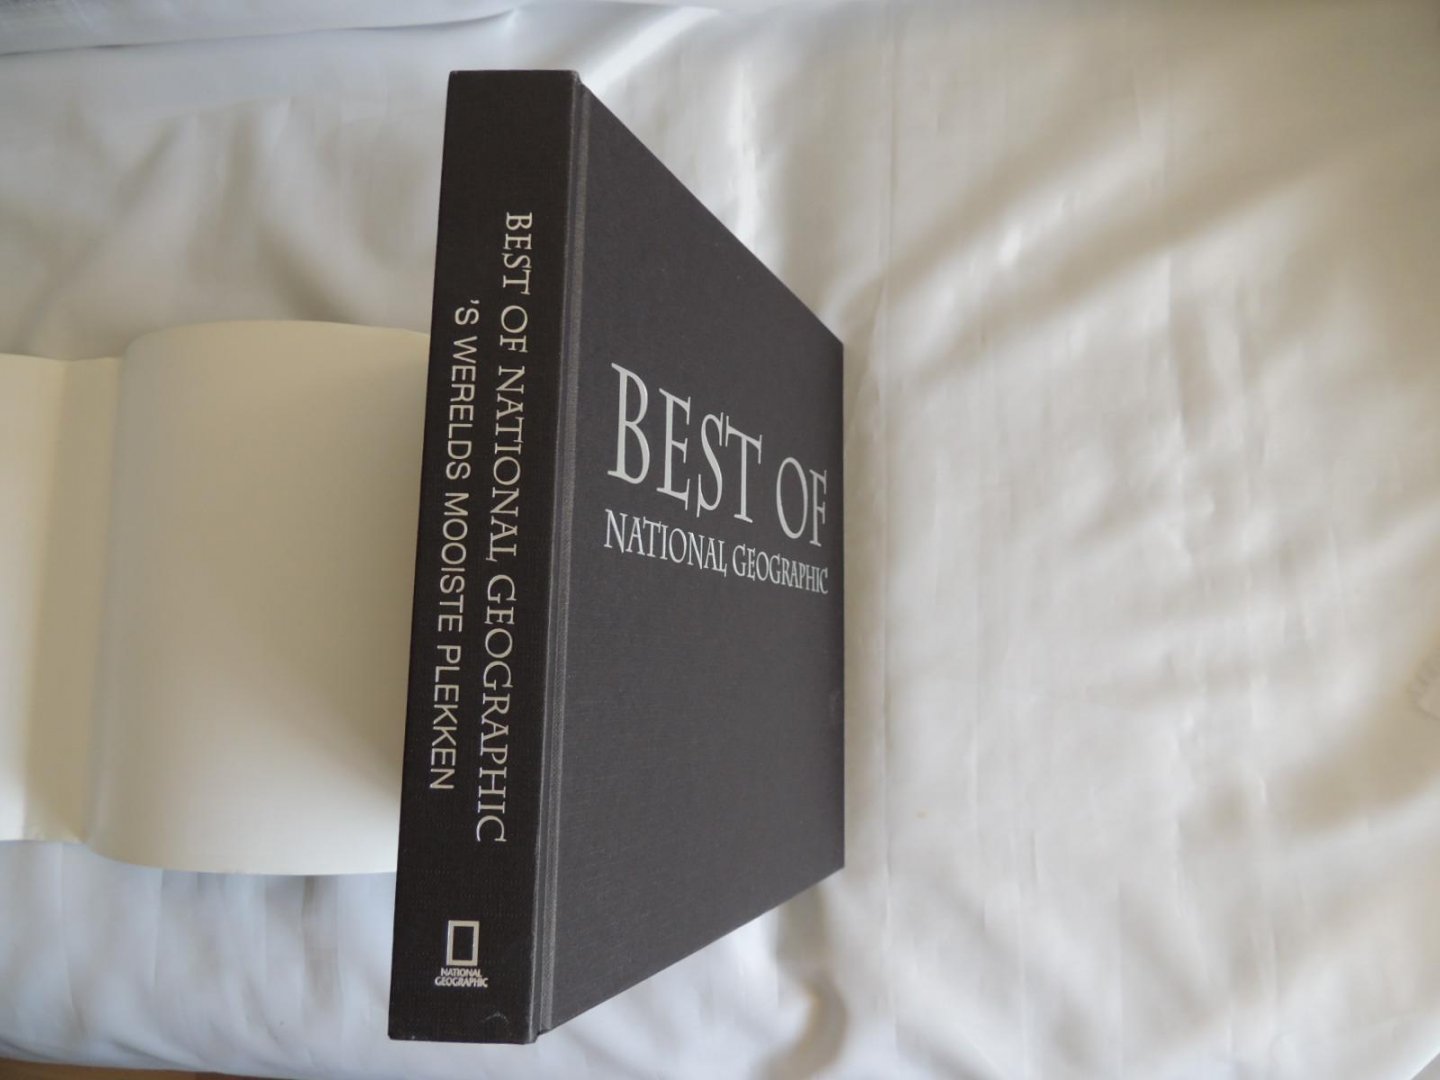 BEST OF NATIONAL GEOGRAPHIC
'S WERELDS MOOISTE PLEKKEN
NATIONAL
GEOGRAPHIC
BEST OF
NATIONAL GEOGRAPHIC